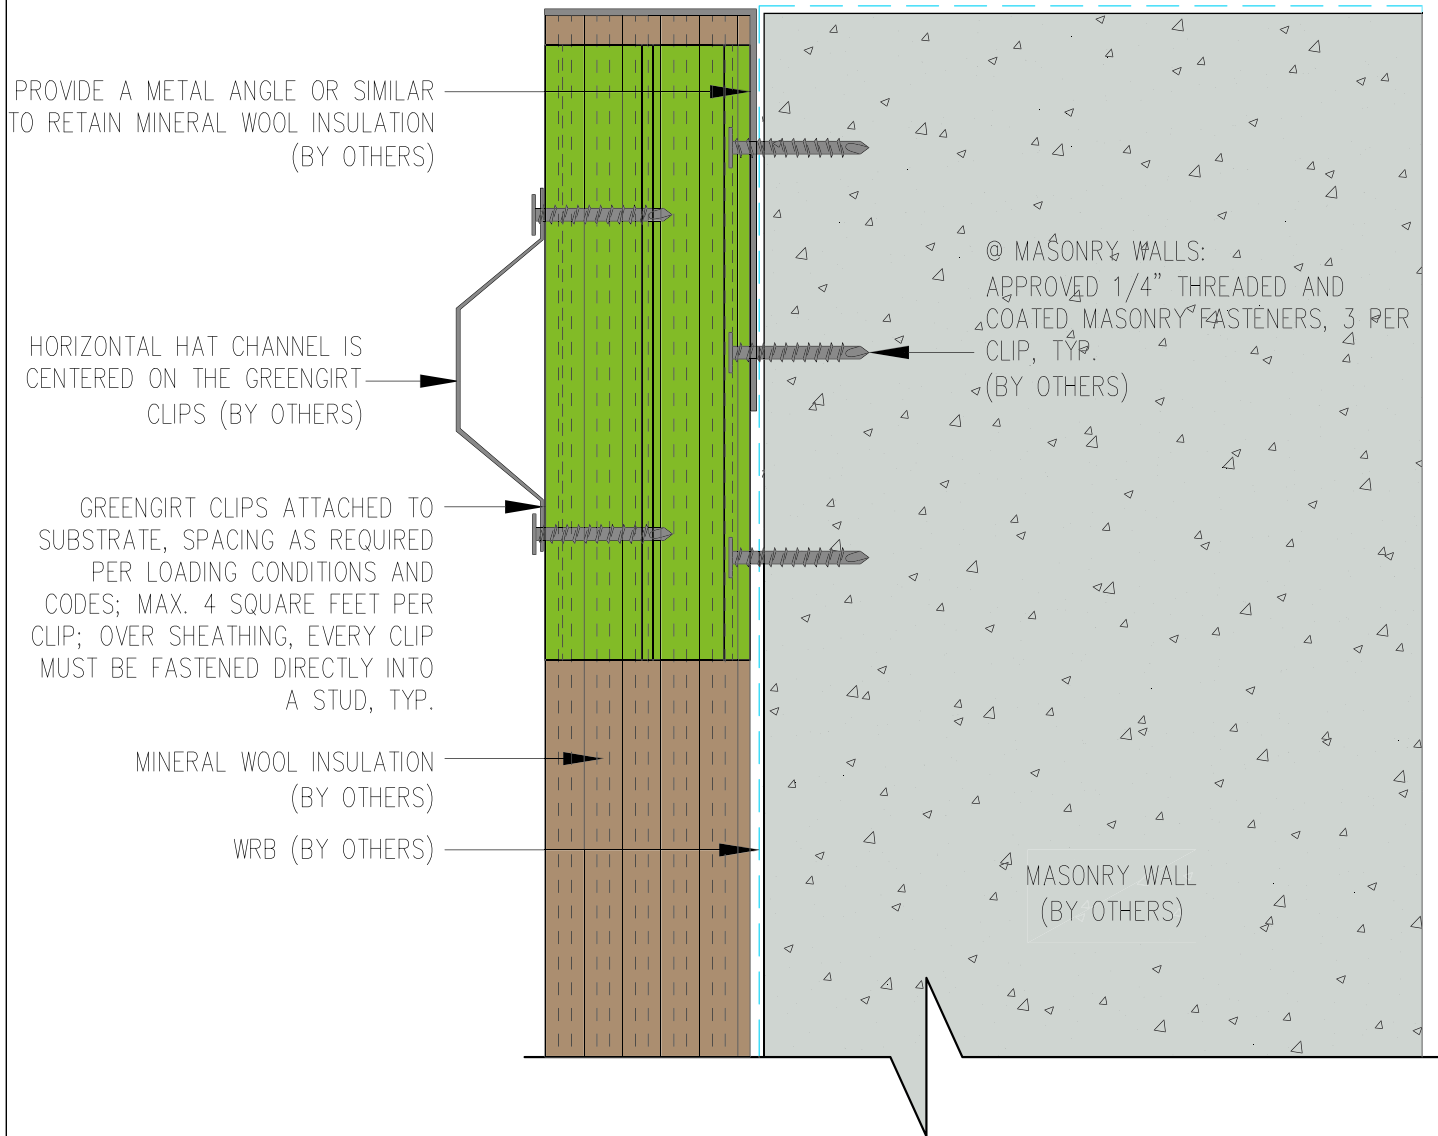 PROVIDE A METAL ANGLE OR SIMILAR
TO RETAIN MINERAL WOOL INSULATION
(BY OTHERS)
@ MASONRY WALLS:
APPROVED 1/4" THREADED AND
COATED MASONRY FASTENERS, 3 PER
CLIP, TYP.
(BY OTHERS)
HORIZONTAL HAT CHANNEL IS
CENTERED ON THE GREENGIRT
CLIPS (BY OTHERS)
GREENGIRT CLIPS ATTACHED TO
SUBSTRATE, SPACING AS REQUIRED
PER LOADING CONDITIONS AND
CODES; MAX. 4 SQUARE FEET PER
CLIP; OVER SHEATHING, EVERY CLIP
MUST BE FASTENED DIRECTLY INTO
A STUD, TYP.
MINERAL WOOL INSULATION
(BY OTHERS)
WRB (BY OTHERS)
MASONRY WALL
(BY OTHERS)